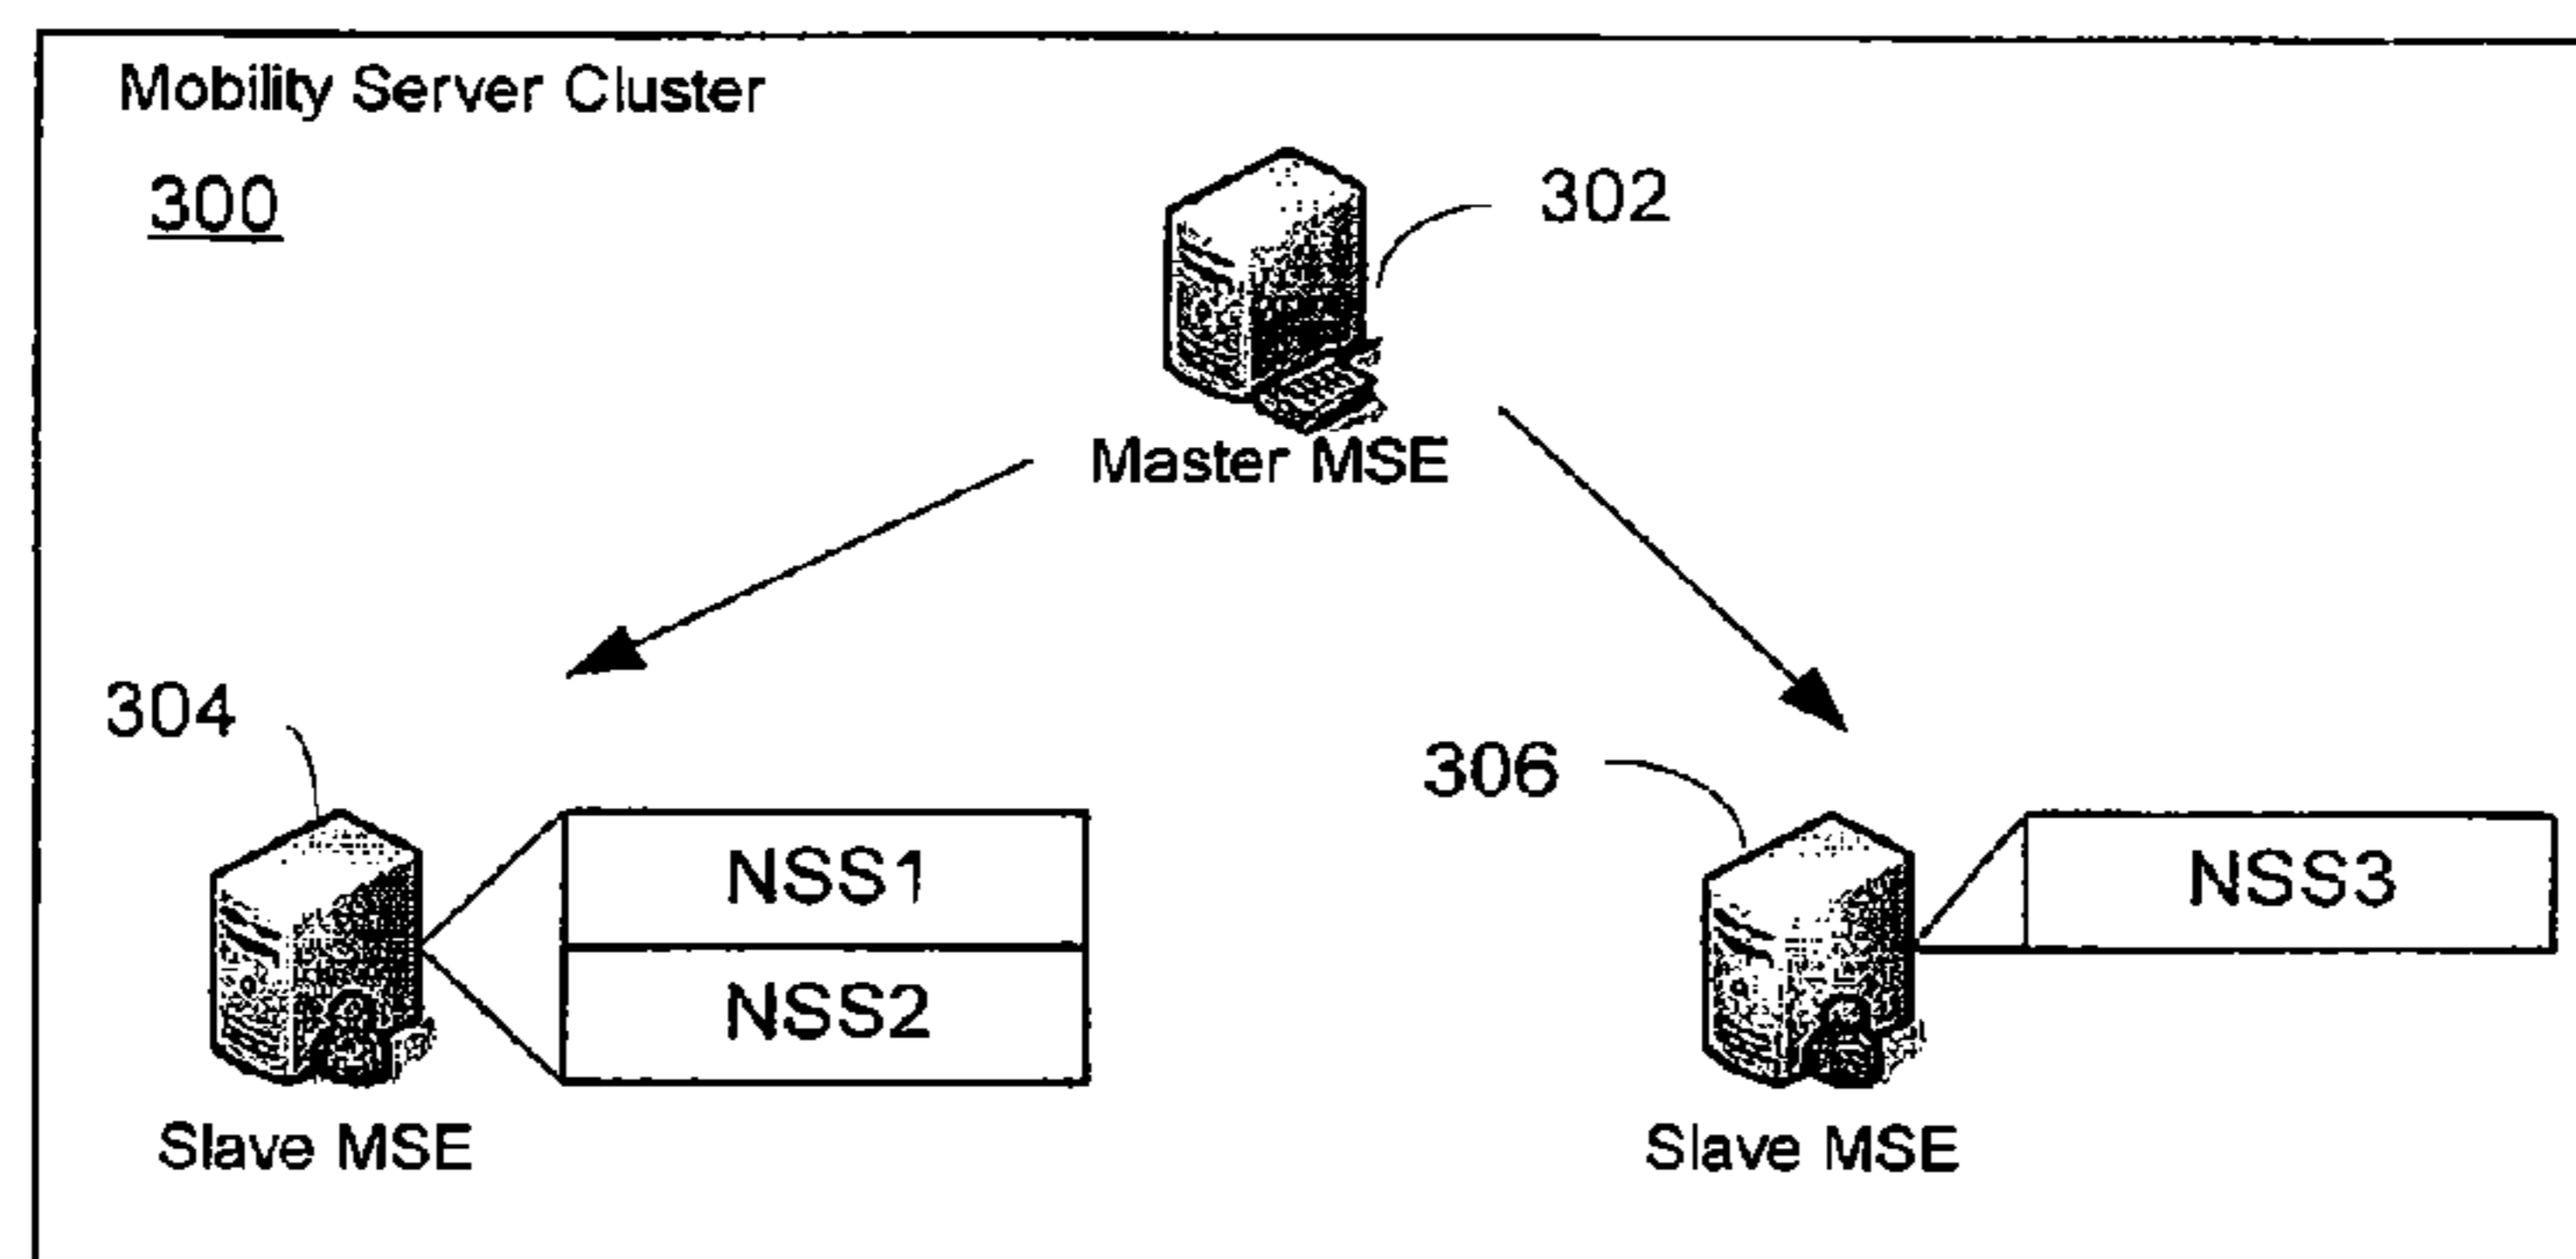 Mobility Server Cluster
300
302
Master MSE
304
306
NSS1
NSS3
NSS2
Slave MSE
Slave MSE